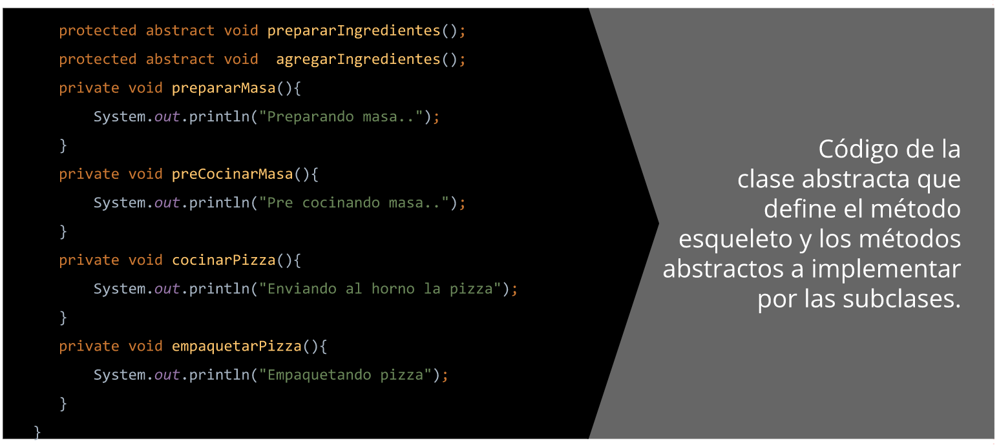 protected abstract void prepararIngredientes();
protected abstract void  agregarIngredientes();
private void prepararMasa(){
System.out.println("Preparando masa..");
}
private void preCocinarMasa(){
System.out.println("Pre cocinando masa..");
}
private void cocinarPizza(){
System.out.println("Enviando al horno la pizza");
}
private void empaquetarPizza(){
System.out.println("Empaquetando pizza");
}
}
Código de la
clase abstracta que
define el método
esqueleto y los métodos
abstractos a implementar
por las subclases.